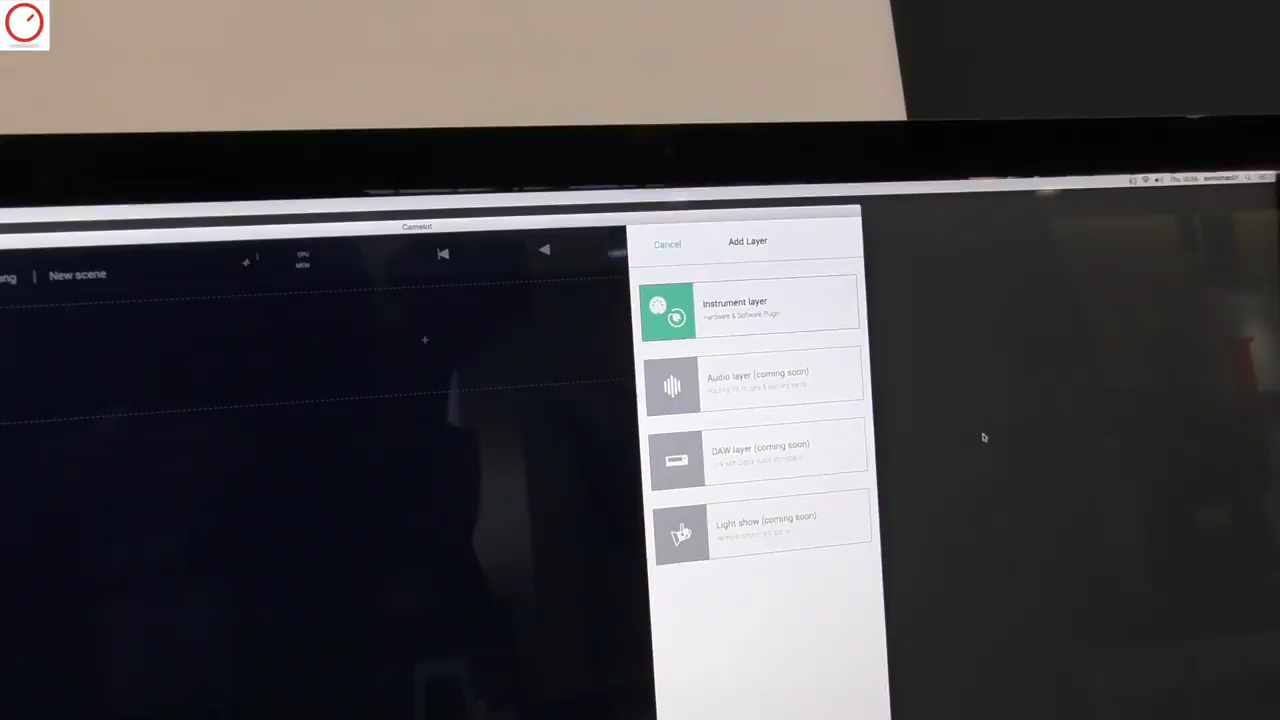 Camelot
ong | New scene
CPU
MEM
Cancel
Add Layer
Instrument layer
Hardware & Software Plugin
Audio layer (coming soon)
DAW layer (coming soon)
Light show (coming soon)